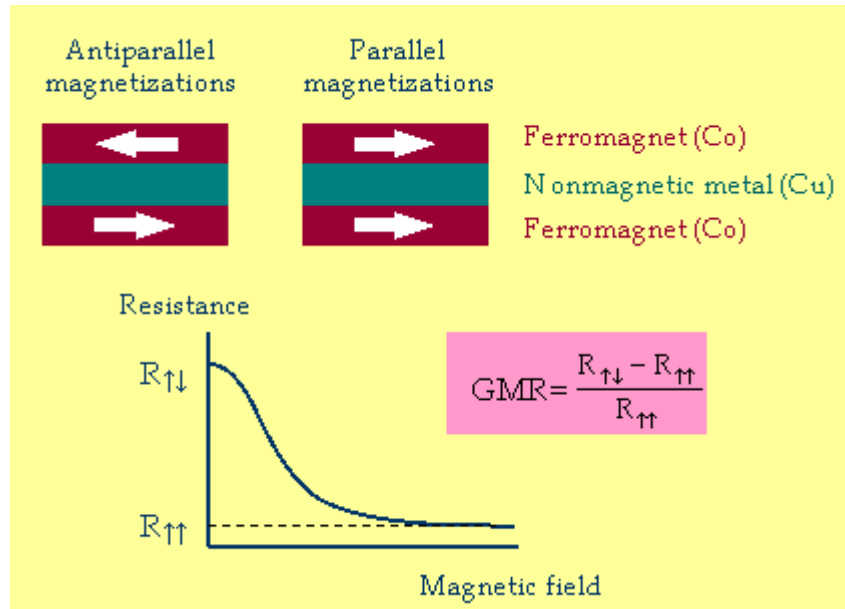 Antiparallel
magnetizations
Parallel
magnetizations
Ferromagnet (Co)
Nonmagnetic metal (Cu)
Ferromagnet (Co)
Resistance
R↑↓
GMR = (R↑↓ − R↑↑) / R↑↑
R↑↑
Magnetic field